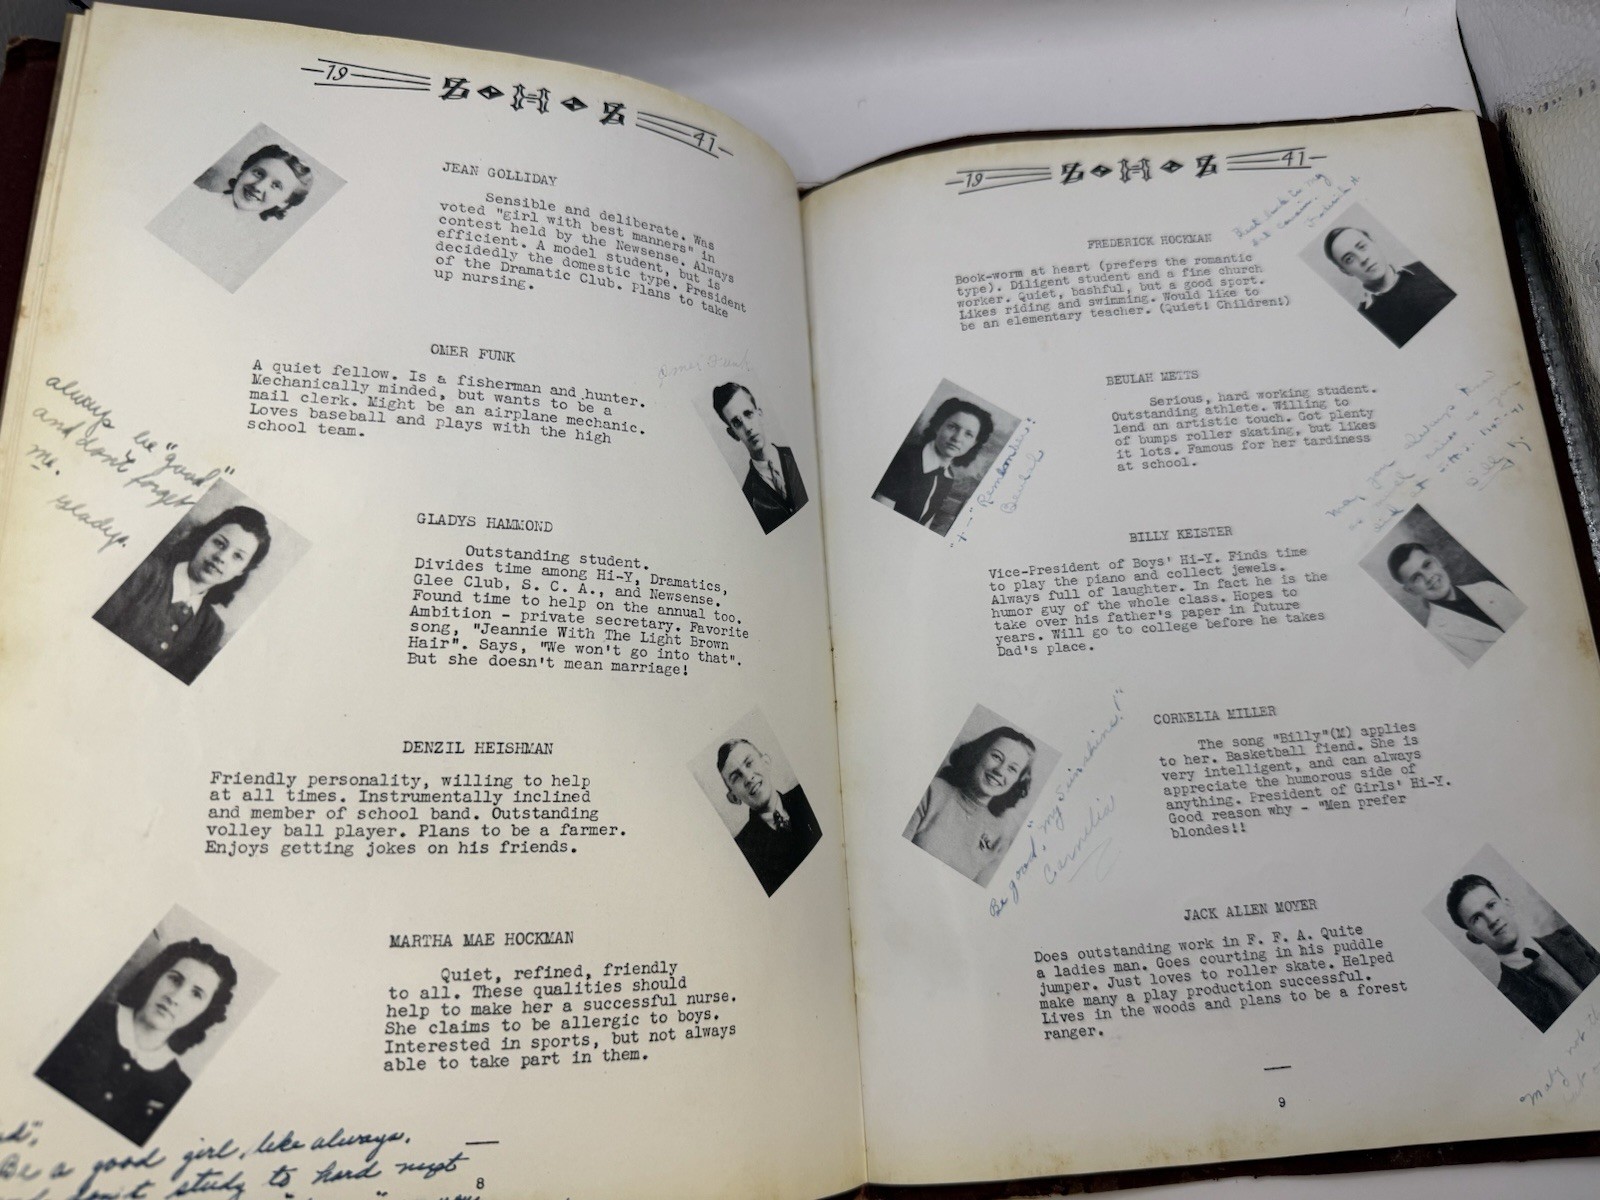 19 S·H·S 41
JEAN GOLLIDAY
Sensible and deliberate. Was
voted "girl with best manners" in
contest held by the Newsense. Always
efficient. A model student, but is
decidedly the domestic type. President
of the Dramatic Club. Plans to take
up nursing.
OMER FUNK
Omer Funk
A quiet fellow. Is a fisherman and hunter.
Mechanically minded, but wants to be a
mail clerk. Might be an airplane mechanic.
Loves baseball and plays with the high
school team.
always be "good"
and don't forget
me.
Gladys.
GLADYS HAMMOND
Outstanding student.
Divides time among Hi-Y, Dramatics,
Glee Club, S. C. A., and Newsense.
Found time to help on the annual too.
Ambition - private secretary. Favorite
song, "Jeannie With The Light Brown
Hair". Says, "We won't go into that".
But she doesn't mean marriage!
DENZIL HEISHMAN
Friendly personality, willing to help
at all times. Instrumentally inclined
and member of school band. Outstanding
volley ball player. Plans to be a farmer.
Enjoys getting jokes on his friends.
MARTHA MAE HOCKMAN
Quiet, refined, friendly
to all. These qualities should
help to make her a successful nurse.
She claims to be allergic to boys.
Interested in sports, but not always
able to take part in them.
Be a good girl, like always,
don't study to hard next
8
19 S·H·S 41
Best luck to my
Frederick H.
FREDERICK HOCKMAN
Book-worm at heart (prefers the romantic
type). Diligent student and a fine church
worker. Quiet, bashful, but a good sport.
Likes riding and swimming. Would like to
be an elementary teacher. (Quiet! Children!)
BEULAH METTS
Serious, hard working student.
Outstanding athlete. Willing to
lend an artistic touch. Got plenty
of bumps roller skating, but likes
it lots. Famous for her tardiness
at school.
Remember!
Beulah
may you always
Billy K.
BILLY KEISTER
Vice-President of Boys' Hi-Y. Finds time
to play the piano and collect jewels.
Always full of laughter. In fact he is the
humor guy of the whole class. Hopes to
take over his father's paper in future
years. Will go to college before he takes
Dad's place.
CORNELIA MILLER
The song "Billy"(M) applies
to her. Basketball fiend. She is
very intelligent, and can always
appreciate the humorous side of
anything. President of Girls' Hi-Y.
Good reason why - "Men prefer
blondes!!
Be good, "my sunshine!"
Cornelia
JACK ALLEN MOYER
Does outstanding work in F. F. A. Quite
a ladies man. Goes courting in his puddle
jumper. Just loves to roller skate. Helped
make many a play production successful.
Lives in the woods and plans to be a forest
ranger.
May not
9